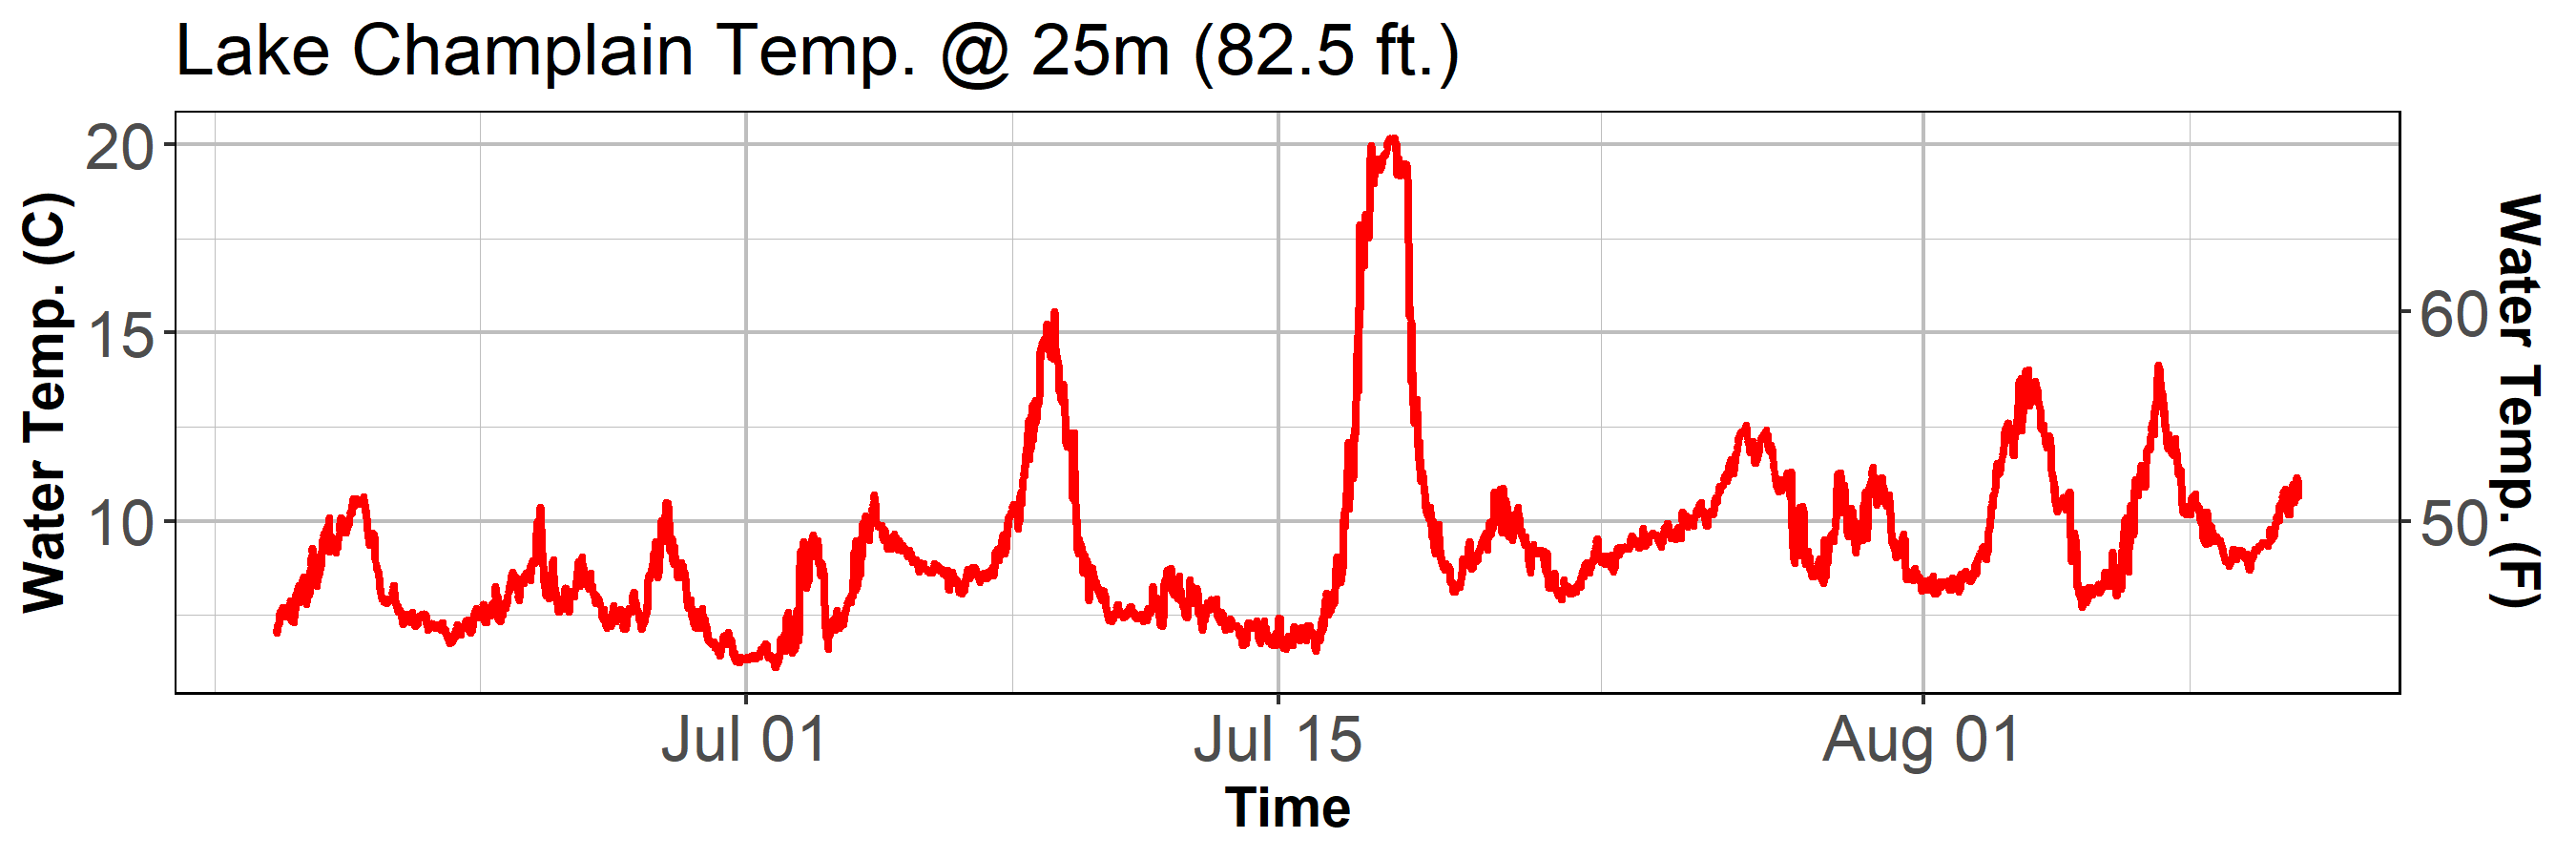 Lake Champlain Temp. @ 25m (82.5 ft.)
Water Temp. (C)
20
15
10
Water Temp. (F)
60
50
Jul 01 Jul 15 Aug 01
Time